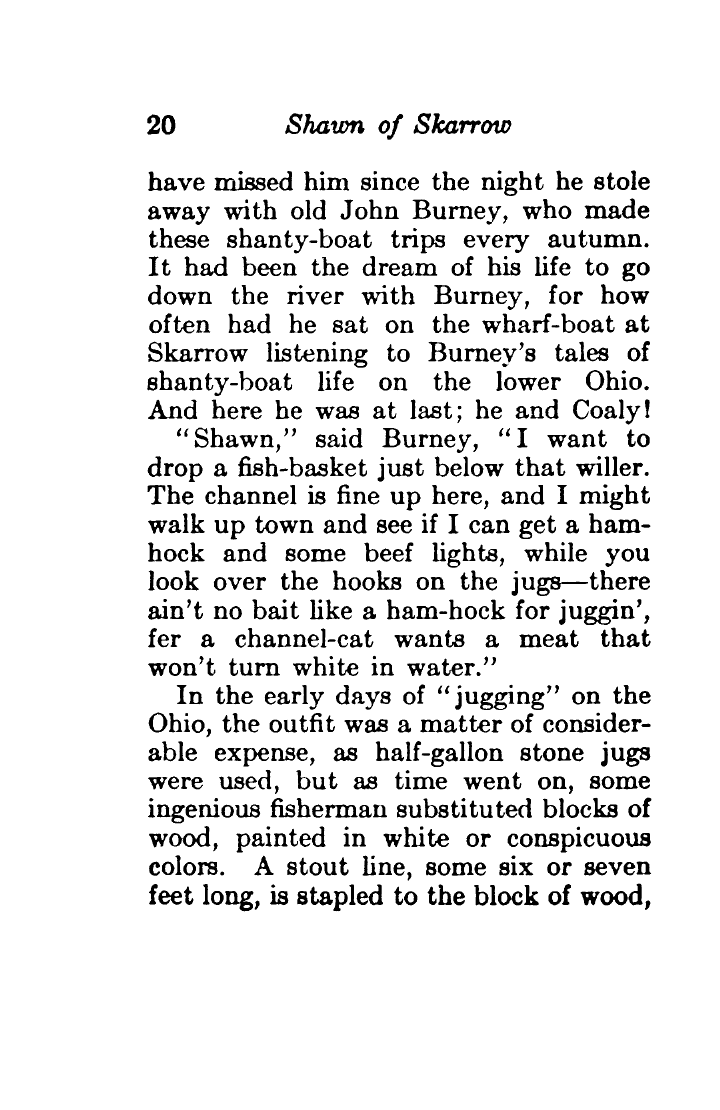 20 Shawn of Skarrow
have missed him since the night he stole
away with old John Burney, who made
these shanty-boat trips every autumn.
It had been the dream of his life to go
down the river with Burney, for how
often had he sat on the wharf-boat at
Skarrow listening to Burney's tales of
shanty-boat life on the lower Ohio.
And here he was at last; he and Coaly!
"Shawn," said Burney, "I want to
drop a fish-basket just below that willer.
The channel is fine up here, and I might
walk up town and see if I can get a ham-
hock and some beef lights, while you
look over the hooks on the jugs—there
ain't no bait like a ham-hock for juggin',
fer a channel-cat wants a meat that
won't turn white in water."
In the early days of "jugging" on the
Ohio, the outfit was a matter of consider-
able expense, as half-gallon stone jugs
were used, but as time went on, some
ingenious fisherman substituted blocks of
wood, painted in white or conspicuous
colors. A stout line, some six or seven
feet long, is stapled to the block of wood,